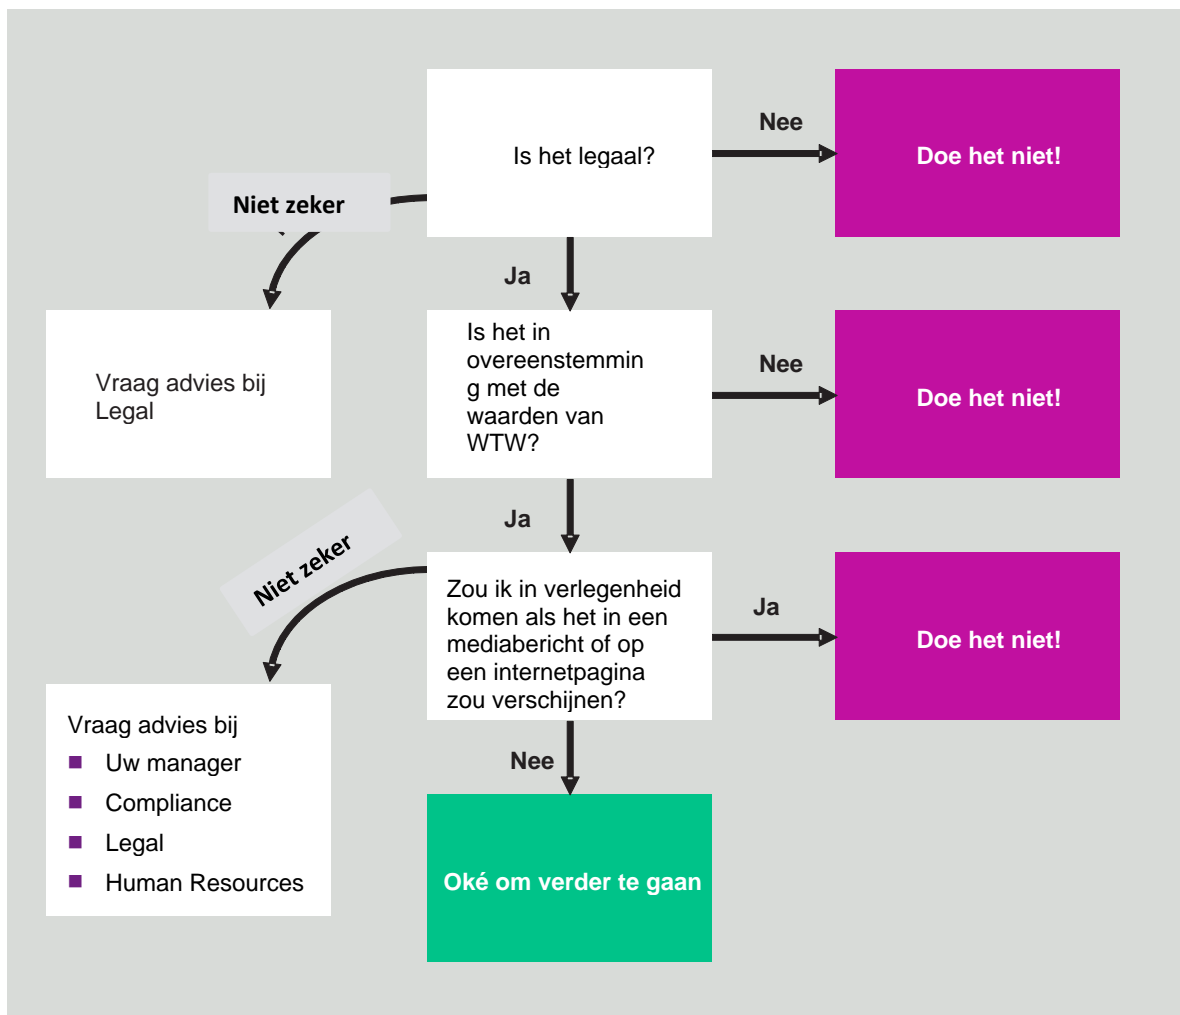 Is het legaal?
Nee
Doe het niet!
Niet zeker
Ja
Vraag advies bij
Legal
Is het in
overeenstemmin
g met de
waarden van
WTW?
Nee
Doe het niet!
Ja
Niet zeker
Zou ik in verlegenheid
komen als het in een
mediabericht of op
een internetpagina
zou verschijnen?
Ja
Doe het niet!
Vraag advies bij
Uw manager
Compliance
Legal
Human Resources
Nee
Oké om verder te gaan